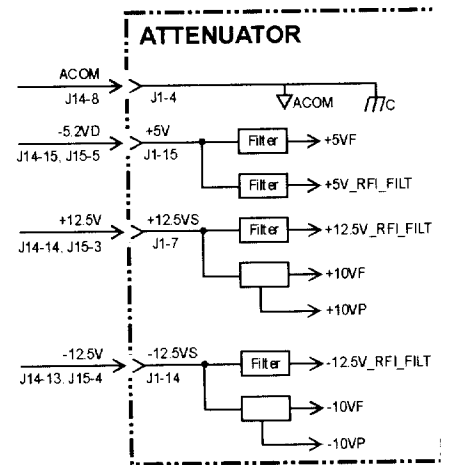 ATTENUATOR
ACOM
J14-8
J1-4
ACOM
C
-5.2VD
+5V
J14-15, J15-5
J1-15
Filter
+5VF
Filter
+5V_RFI_FILT
+12.5V
+12.5VS
J14-14. J15-3
J1-7
Filter
+12.5V_RFI_FILT
+10VF
+10VP
-12.5V
-12.5VS
J14-13. J15-4
J1-14
Filter
-12.5V_RFI_FILT
-10VF
-10VP